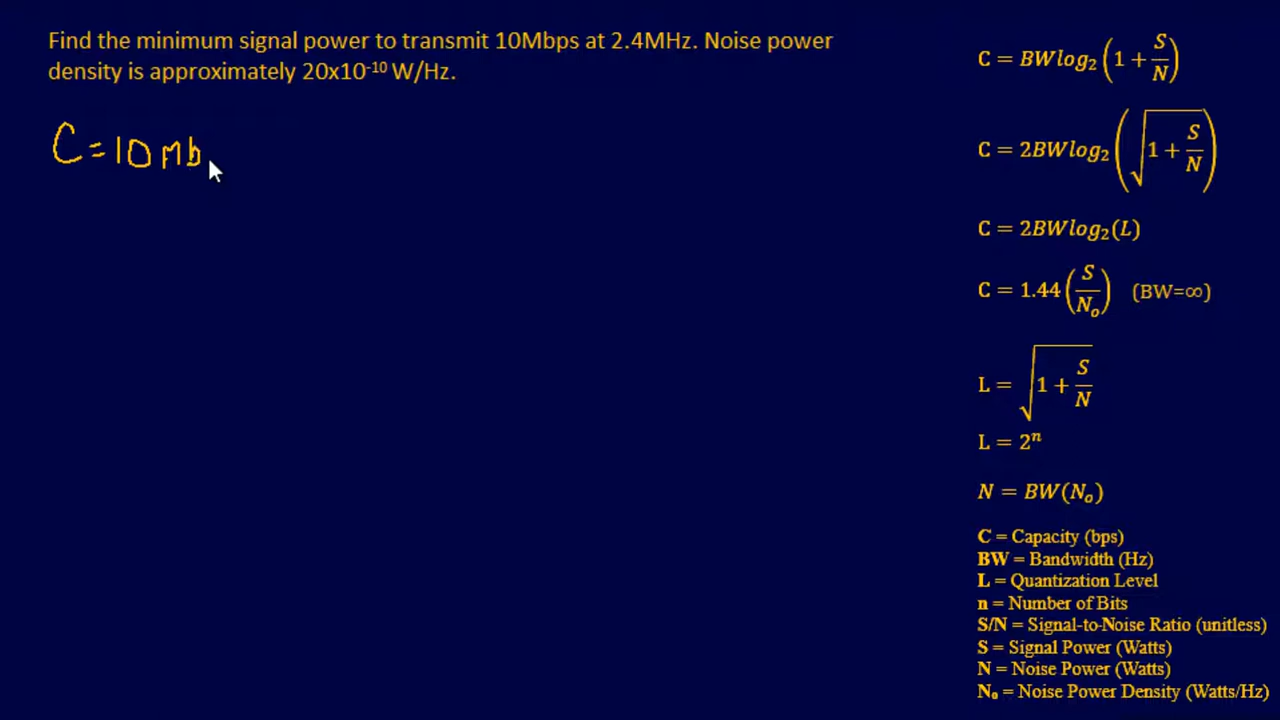 Find the minimum signal power to transmit 10Mbps at 2.4MHz. Noise power
density is approximately 20x10⁻¹⁰ W/Hz.
C = 10 Mb
C = BWlog₂(1 + S/N)
C = 2BWlog₂(√(1 + S/N))
C = 2BWlog₂(L)
C = 1.44(S/Nₒ) (BW=∞)
L = √(1 + S/N)
L = 2ⁿ
N = BW(Nₒ)
C = Capacity (bps)
BW = Bandwidth (Hz)
L = Quantization Level
n = Number of Bits
S/N = Signal-to-Noise Ratio (unitless)
S = Signal Power (Watts)
N = Noise Power (Watts)
Nₒ = Noise Power Density (Watts/Hz)